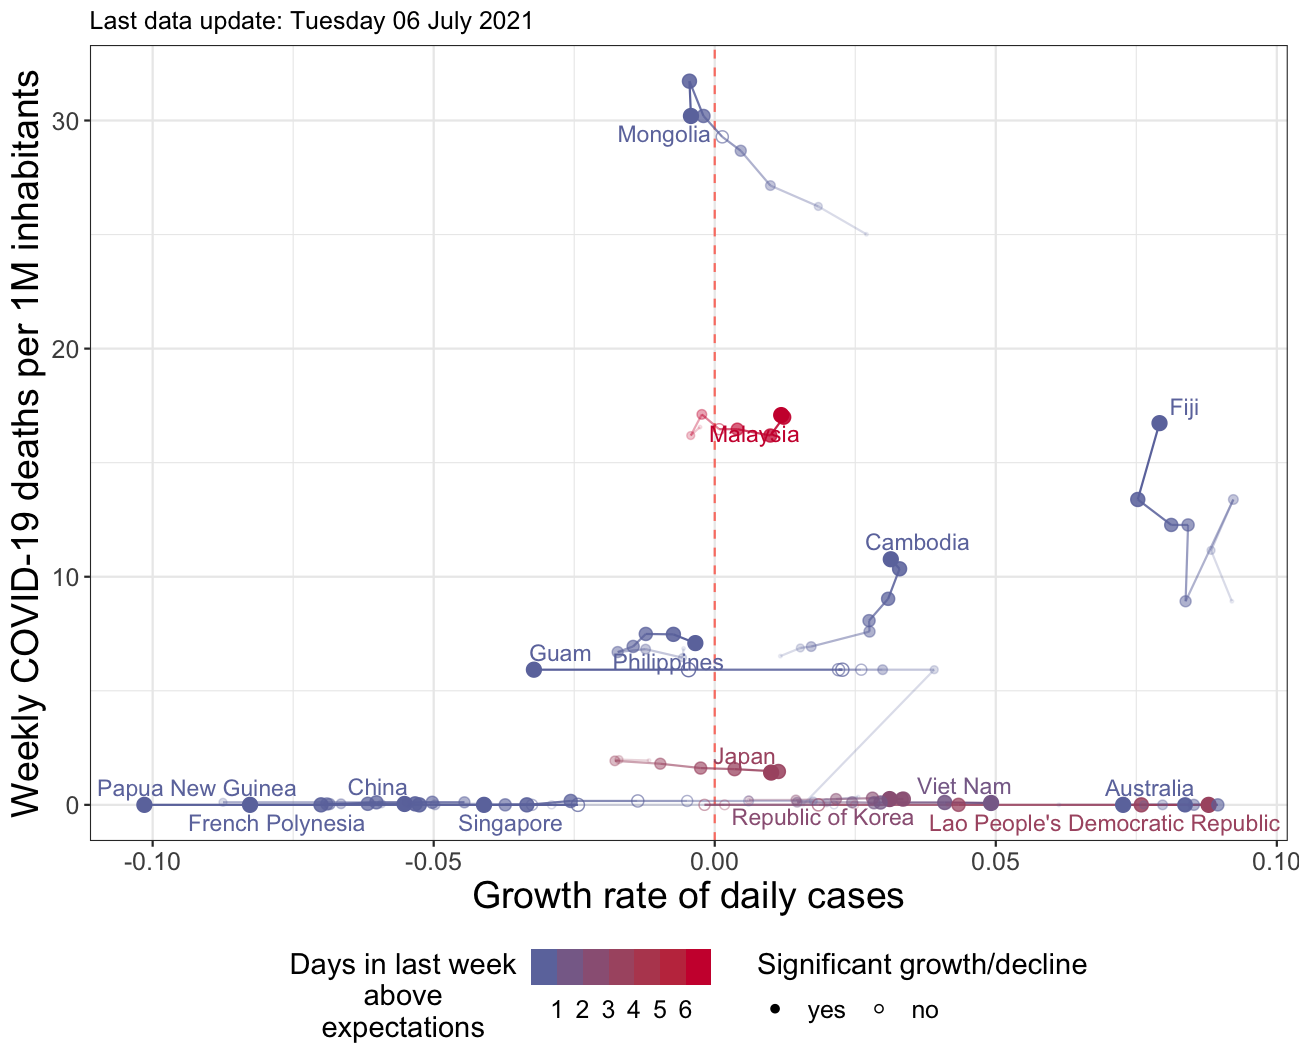 Last data update: Tuesday 06 July 2021
Weekly COVID-19 deaths per 1M inhabitants
30
20
10
0
Mongolia
Malaysia
Fiji
Cambodia
Guam
Philippines
Japan
Papua New Guinea
China
Viet Nam
Australia
French Polynesia
Singapore
Republic of Korea
Lao People's Democratic Republic
-0.10 -0.05 0.00 0.05 0.10
Growth rate of daily cases
Days in last week
above
expectations
1 2 3 4 5 6
Significant growth/decline
yes no